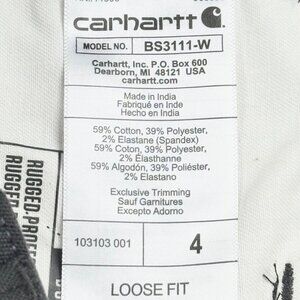 carhartt
MODEL NO. BS3111-W
Carhartt, Inc. P.O. Box 600
Dearborn, MI 48121 USA
carhartt.com
Made in India
Fabriqué en Inde
Hecho en India
59% Cotton, 39% Polyester,
2% Elastane (Spandex)
59% Coton, 39% Polyester,
2% Élasthanne
59% Algodón, 39% Poliéster,
2% Elastano
Exclusive Trimming
Sauf Garnitures
Excepto Adorno
103103 001 4
LOOSE FIT
RUGGED
RUGGED